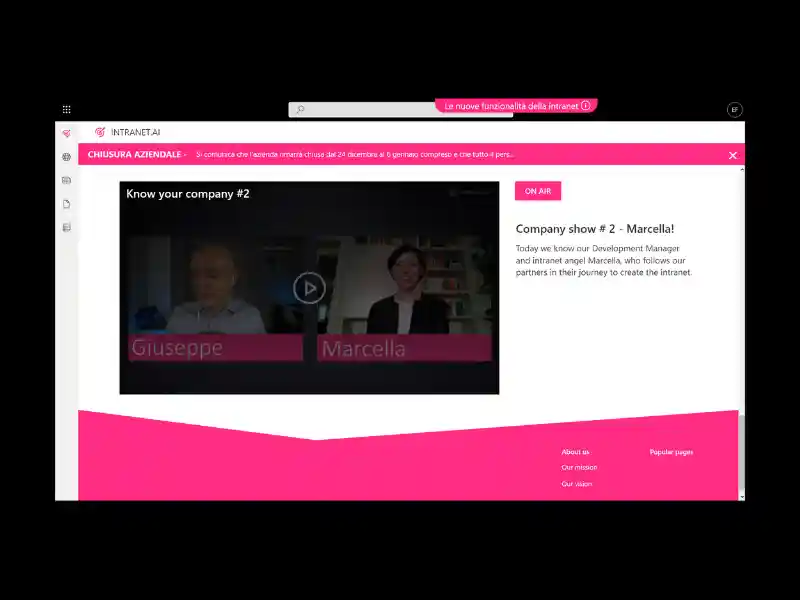 Le nuove funzionalità della intranet
EF
INTRANET.AI
CHIUSURA AZIENDALE - Si comunica che l'azienda rimarrà chiusa dal 24 dicembre al 6 gennaio compresi e che tutto il pers...
Know your company #2
Giuseppe
Marcella
ON AIR
Company show # 2 - Marcella!
Today we know our Development Manager
and intranet angel Marcella, who follows our
partners in their journey to create the intranet.
About us
Our mission
Our vision
Popular pages